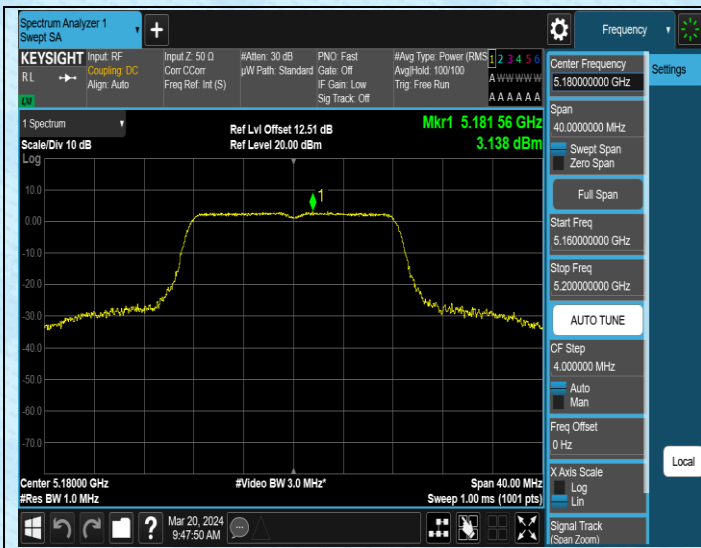 Spectrum Analyzer 1
Swept SA
+
Frequency
KEYSIGHT
R L
LXI
Input: RF
Coupling: DC
Align: Auto
Input Z: 50 Ω
Corr CCorr
Freq Ref: Int (S)
#Atten: 30 dB
µW Path: Standard
PNO: Fast
Gate: Off
IF Gain: Low
Sig Track: Off
#Avg Type: Power (RMS
Avg|Hold: 100/100
Trig: Free Run
1 2 3 4 5 6
A W W W W W
A A A A A A
1 Spectrum
Scale/Div 10 dB
Log
Ref Lvl Offset 12.51 dB
Ref Level 20.00 dBm
Mkr1 5.181 56 GHz
3.138 dBm
1
10.0
0.00
-10.0
-20.0
-30.0
-40.0
-50.0
-70.0
Center 5.18000 GHz
#Res BW 1.0 MHz
#Video BW 3.0 MHz*
Span 40.00 MHz
Sweep 1.00 ms (1001 pts)
Mar 20, 2024
9:47:50 AM
?
Center Frequency
5.180000000 GHz
Span
40.0000000 MHz
Swept Span
Zero Span
Full Span
Start Freq
5.160000000 GHz
Stop Freq
5.200000000 GHz
AUTO TUNE
CF Step
4.000000 MHz
Auto
Man
Freq Offset
0 Hz
X Axis Scale
Log
Lin
Signal Track
(Span Zoom)
Settings
Local